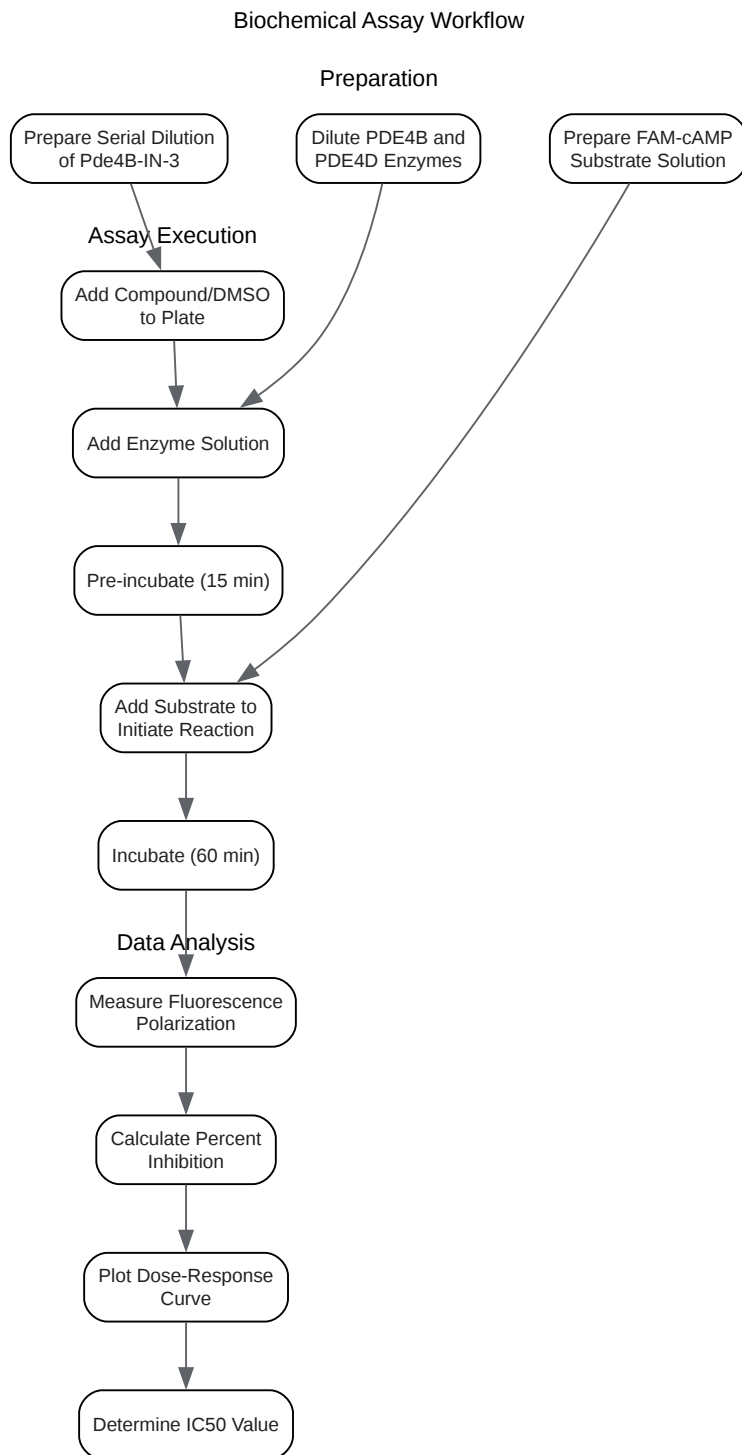 Biochemical Assay Workflow
Preparation
Prepare Serial Dilution
of Pde4B-IN-3
Dilute PDE4B and
PDE4D Enzymes
Prepare FAM-cAMP
Substrate Solution
Assay Execution
Add Compound/DMSO
to Plate
Add Enzyme Solution
Pre-incubate (15 min)
Add Substrate to
Initiate Reaction
Incubate (60 min)
Data Analysis
Measure Fluorescence
Polarization
Calculate Percent
Inhibition
Plot Dose-Response
Curve
Determine IC50 Value